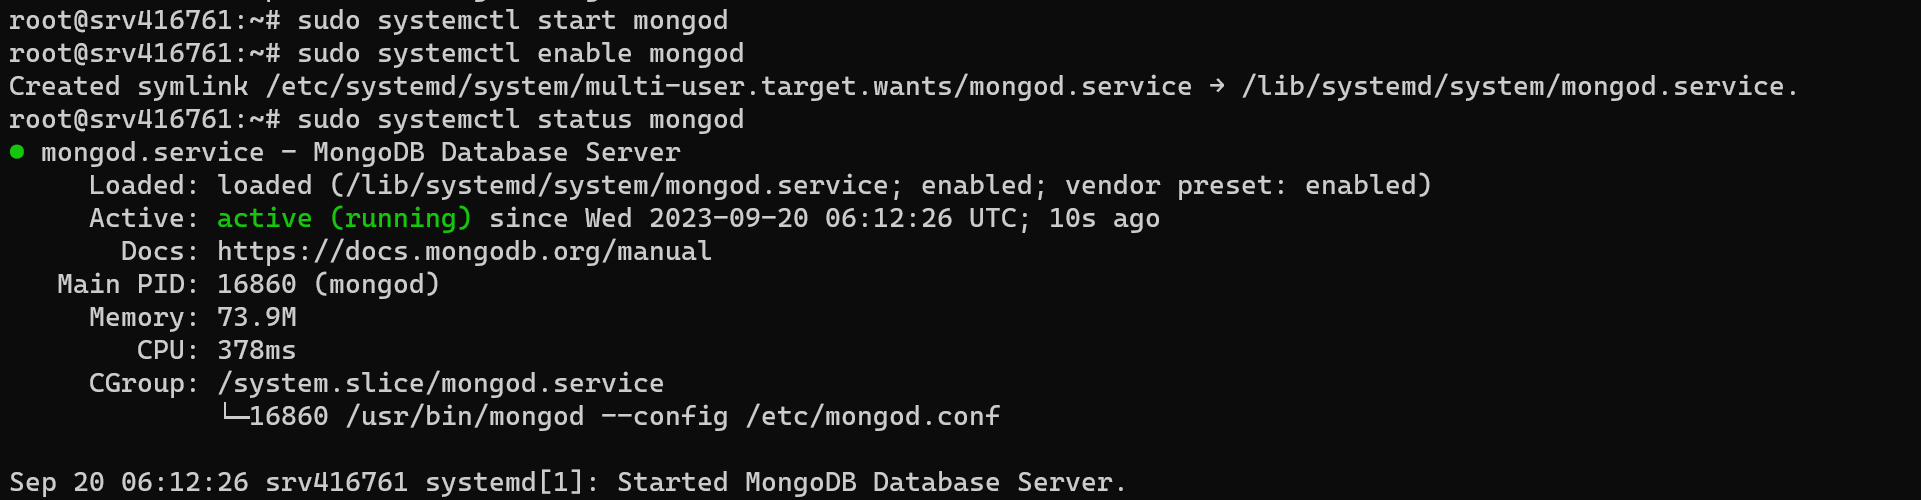 root@srv416761:~# sudo systemctl start mongod
root@srv416761:~# sudo systemctl enable mongod
Created symlink /etc/systemd/system/multi-user.target.wants/mongod.service → /lib/systemd/system/mongod.service.
root@srv416761:~# sudo systemctl status mongod
● mongod.service - MongoDB Database Server
     Loaded: loaded (/lib/systemd/system/mongod.service; enabled; vendor preset: enabled)
     Active: active (running) since Wed 2023-09-20 06:12:26 UTC; 10s ago
       Docs: https://docs.mongodb.org/manual
   Main PID: 16860 (mongod)
     Memory: 73.9M
        CPU: 378ms
     CGroup: /system.slice/mongod.service
             └─16860 /usr/bin/mongod --config /etc/mongod.conf
Sep 20 06:12:26 srv416761 systemd[1]: Started MongoDB Database Server.